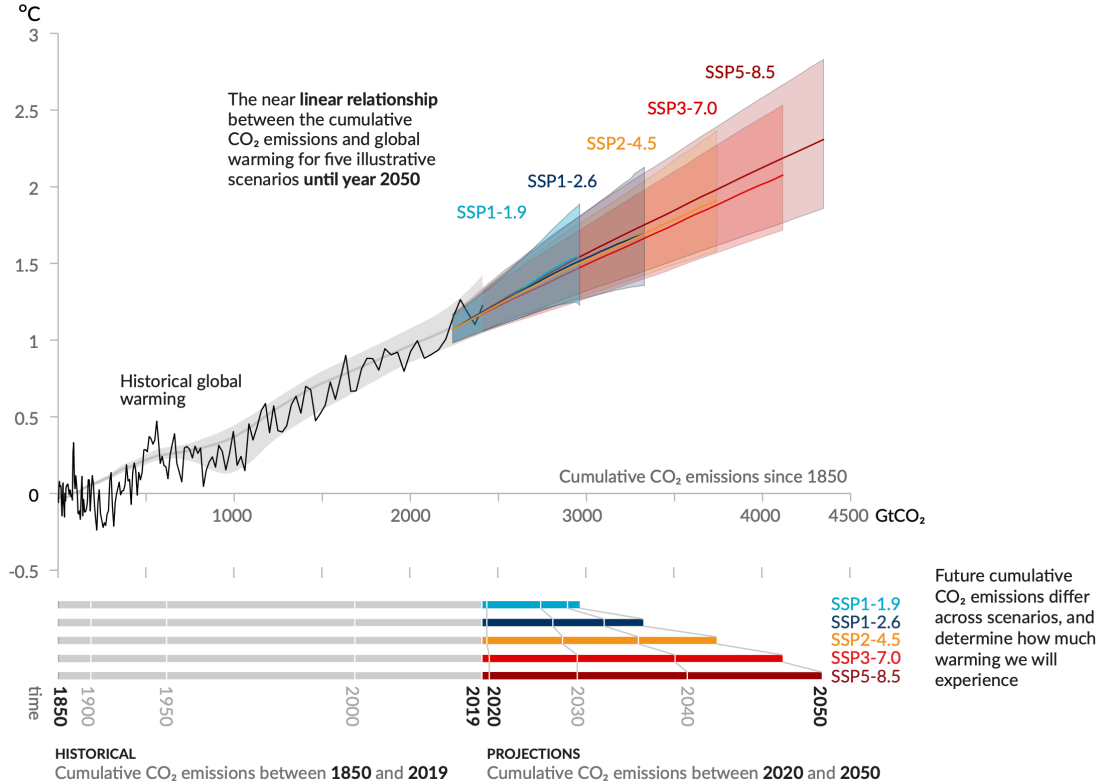 °C
3
SSP5-8.5
The near linear relationship
between the cumulative
CO₂ emissions and global
warming for five illustrative
scenarios until year 2050
SSP3-7.0
2.5
SSP2-4.5
SSP1-2.6
2
SSP1-1.9
1.5
1
Historical global
warming
0.5
Cumulative CO₂ emissions since 1850
0
1000
2000
3000
4000
4500 GtCO₂
-0.5
Future cumulative
CO₂ emissions differ
across scenarios, and
determine how much
warming we will
experience
SSP1-1.9
SSP1-2.6
SSP2-4.5
SSP3-7.0
SSP5-8.5
time
1850
1900
1950
2000
2019
2020
2030
2040
2050
HISTORICAL
Cumulative CO₂ emissions between 1850 and 2019
PROJECTIONS
Cumulative CO₂ emissions between 2020 and 2050